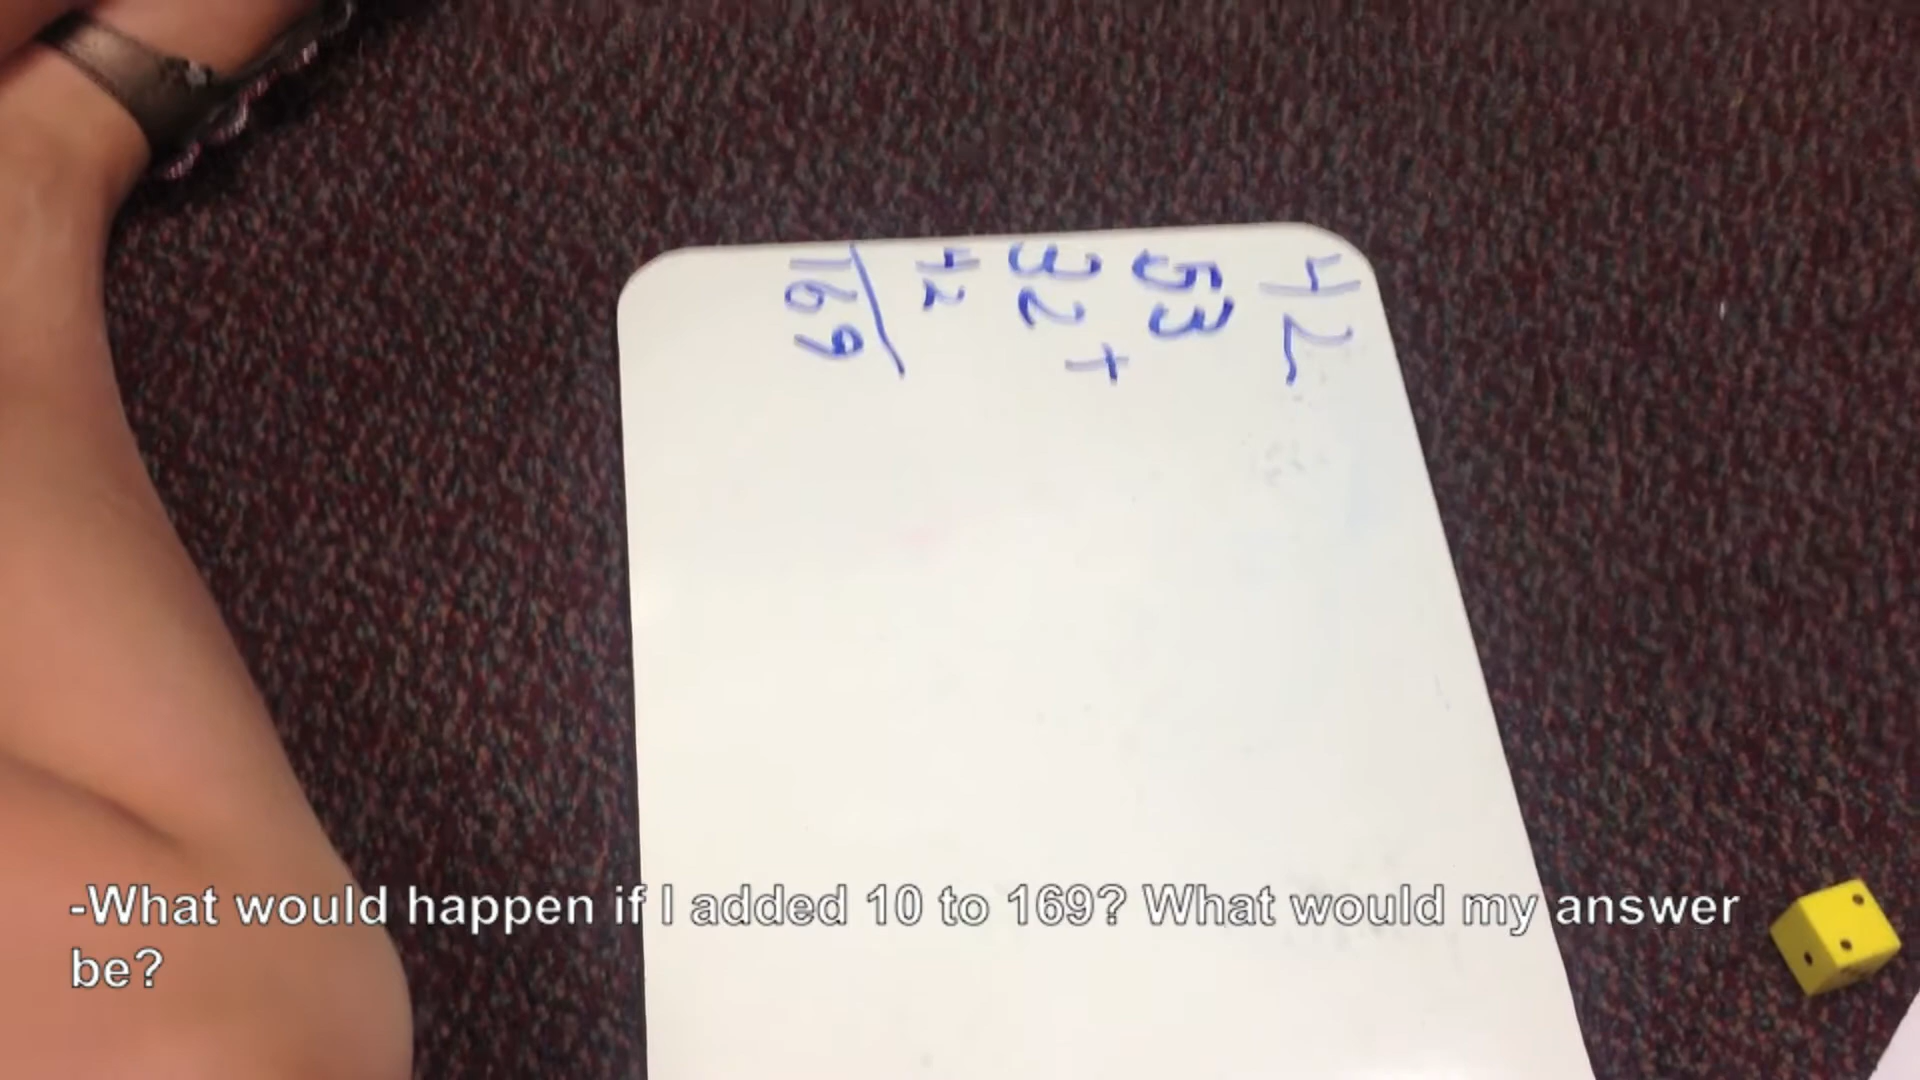 42
53
32 +
42
169
-What would happen if I added 10 to 169? What would my answer
be?